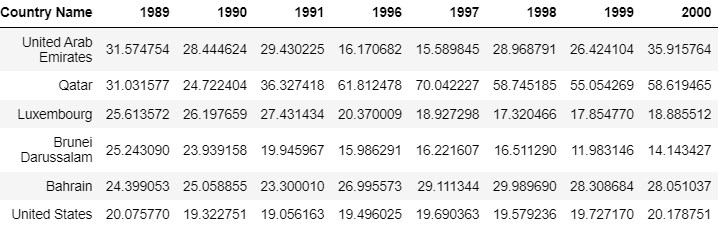 Country Name 1989 1990 1991 1996 1997 1998 1999 2000
United Arab Emirates 31.574754 28.444624 29.430225 16.170682 15.589845 28.968791 26.424104 35.915764
Qatar 31.031577 24.722404 36.327418 61.812478 70.042227 58.745185 55.054269 58.619465
Luxembourg 25.613572 26.197659 27.431434 20.370009 18.927298 17.320466 17.854770 18.885512
Brunei Darussalam 25.243090 23.939158 19.945967 15.986291 16.221607 16.511290 11.983146 14.143427
Bahrain 24.399053 25.058855 23.300010 26.995573 29.111344 29.989690 28.308684 28.051037
United States 20.075770 19.322751 19.056163 19.496025 19.690363 19.579236 19.727170 20.178751